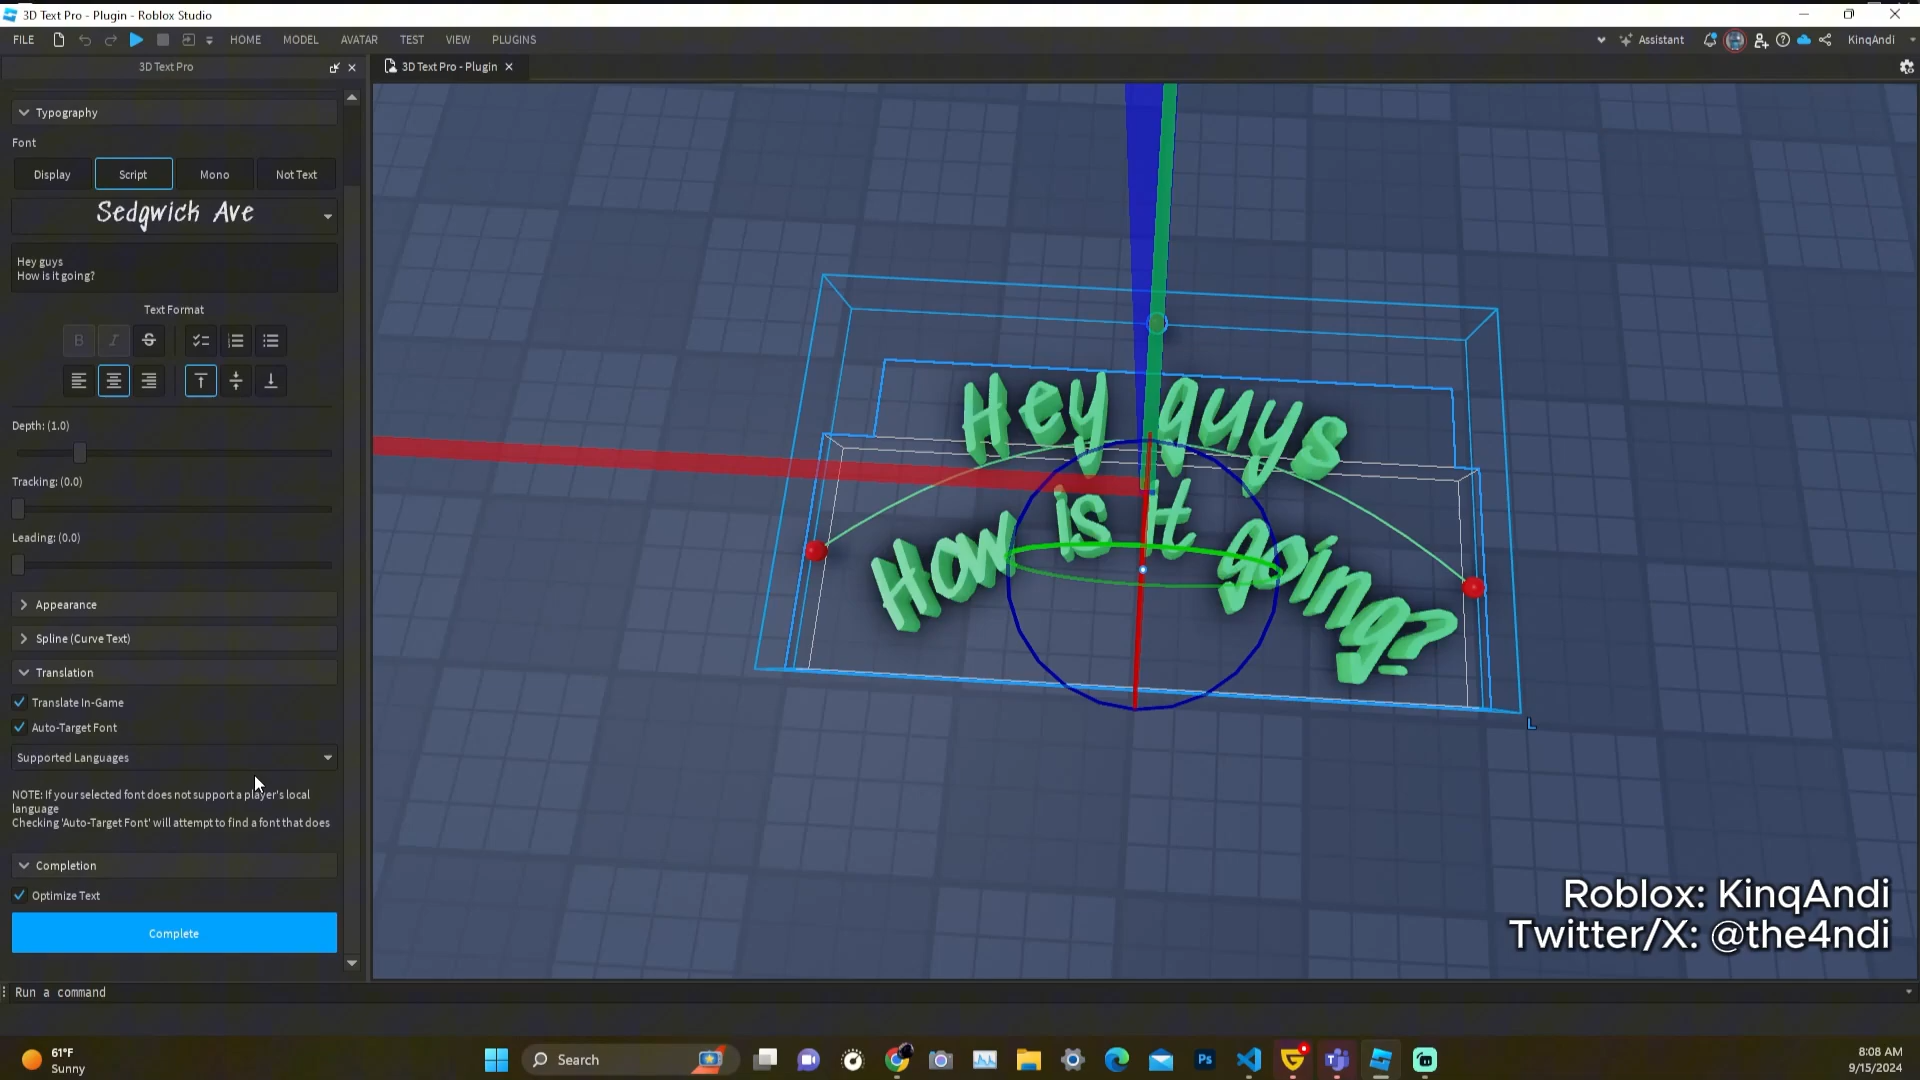 3D Text Pro - Plugin - Roblox Studio
FILE HOME MODEL AVATAR TEST VIEW PLUGINS Assistant KinqAndi
3D Text Pro
3D Text Pro - Plugin
Typography
Font
Display Script Mono Not Text
Sedgwick Ave
Hey guys
How is it going?
Text Format
B I S
Depth: (1.0)
Tracking: (0.0)
Leading: (0.0)
Appearance
Spline (Curve Text)
Translation
Translate In-Game
Auto-Target Font
Supported Languages
NOTE: If your selected font does not support a player's local
language
Checking 'Auto-Target Font' will attempt to find a font that does
Completion
Optimize Text
Complete
Hey guys
How is it going?
L
Roblox: KinqAndi
Twitter/X: @the4ndi
Run a command
61°F
Sunny
Search
Ps
8:08 AM
9/15/2024